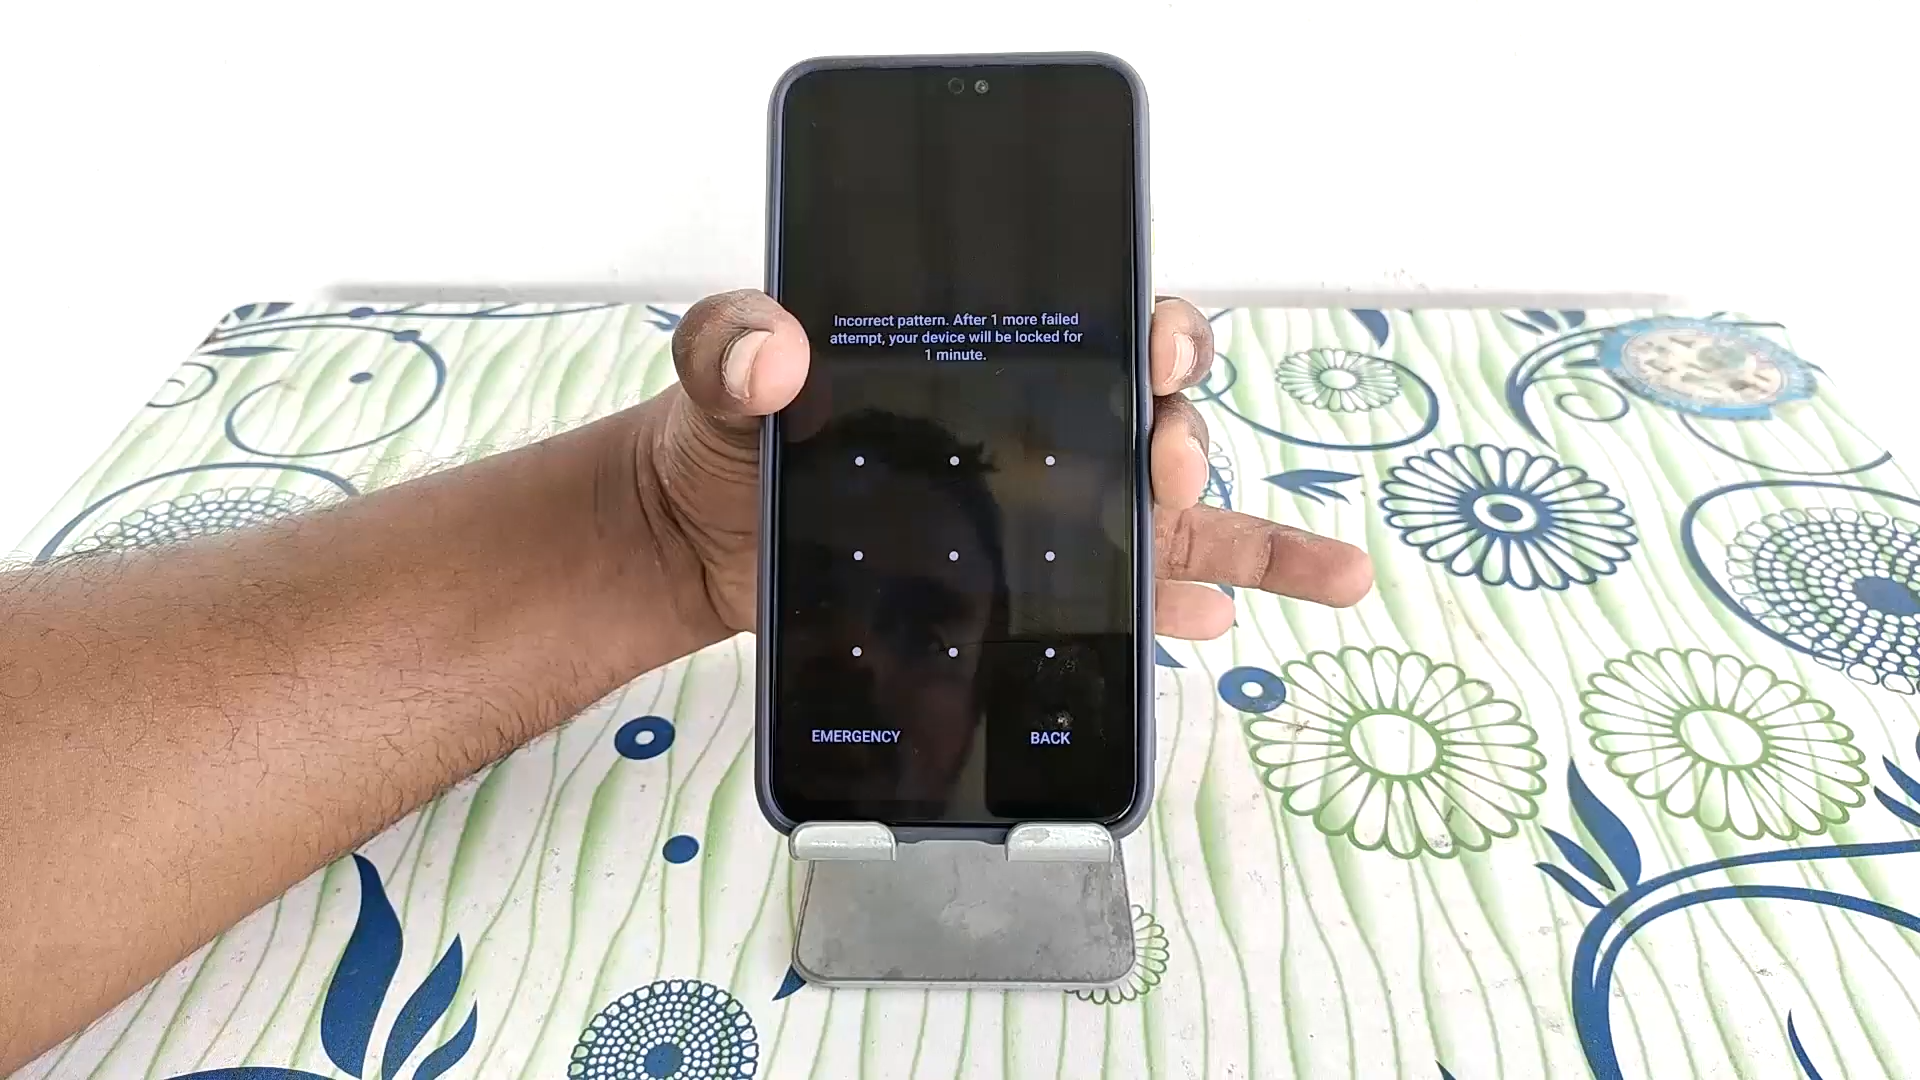 Incorrect pattern. After 1 more failed
attempt, your device will be locked for
1 minute.
EMERGENCY
BACK